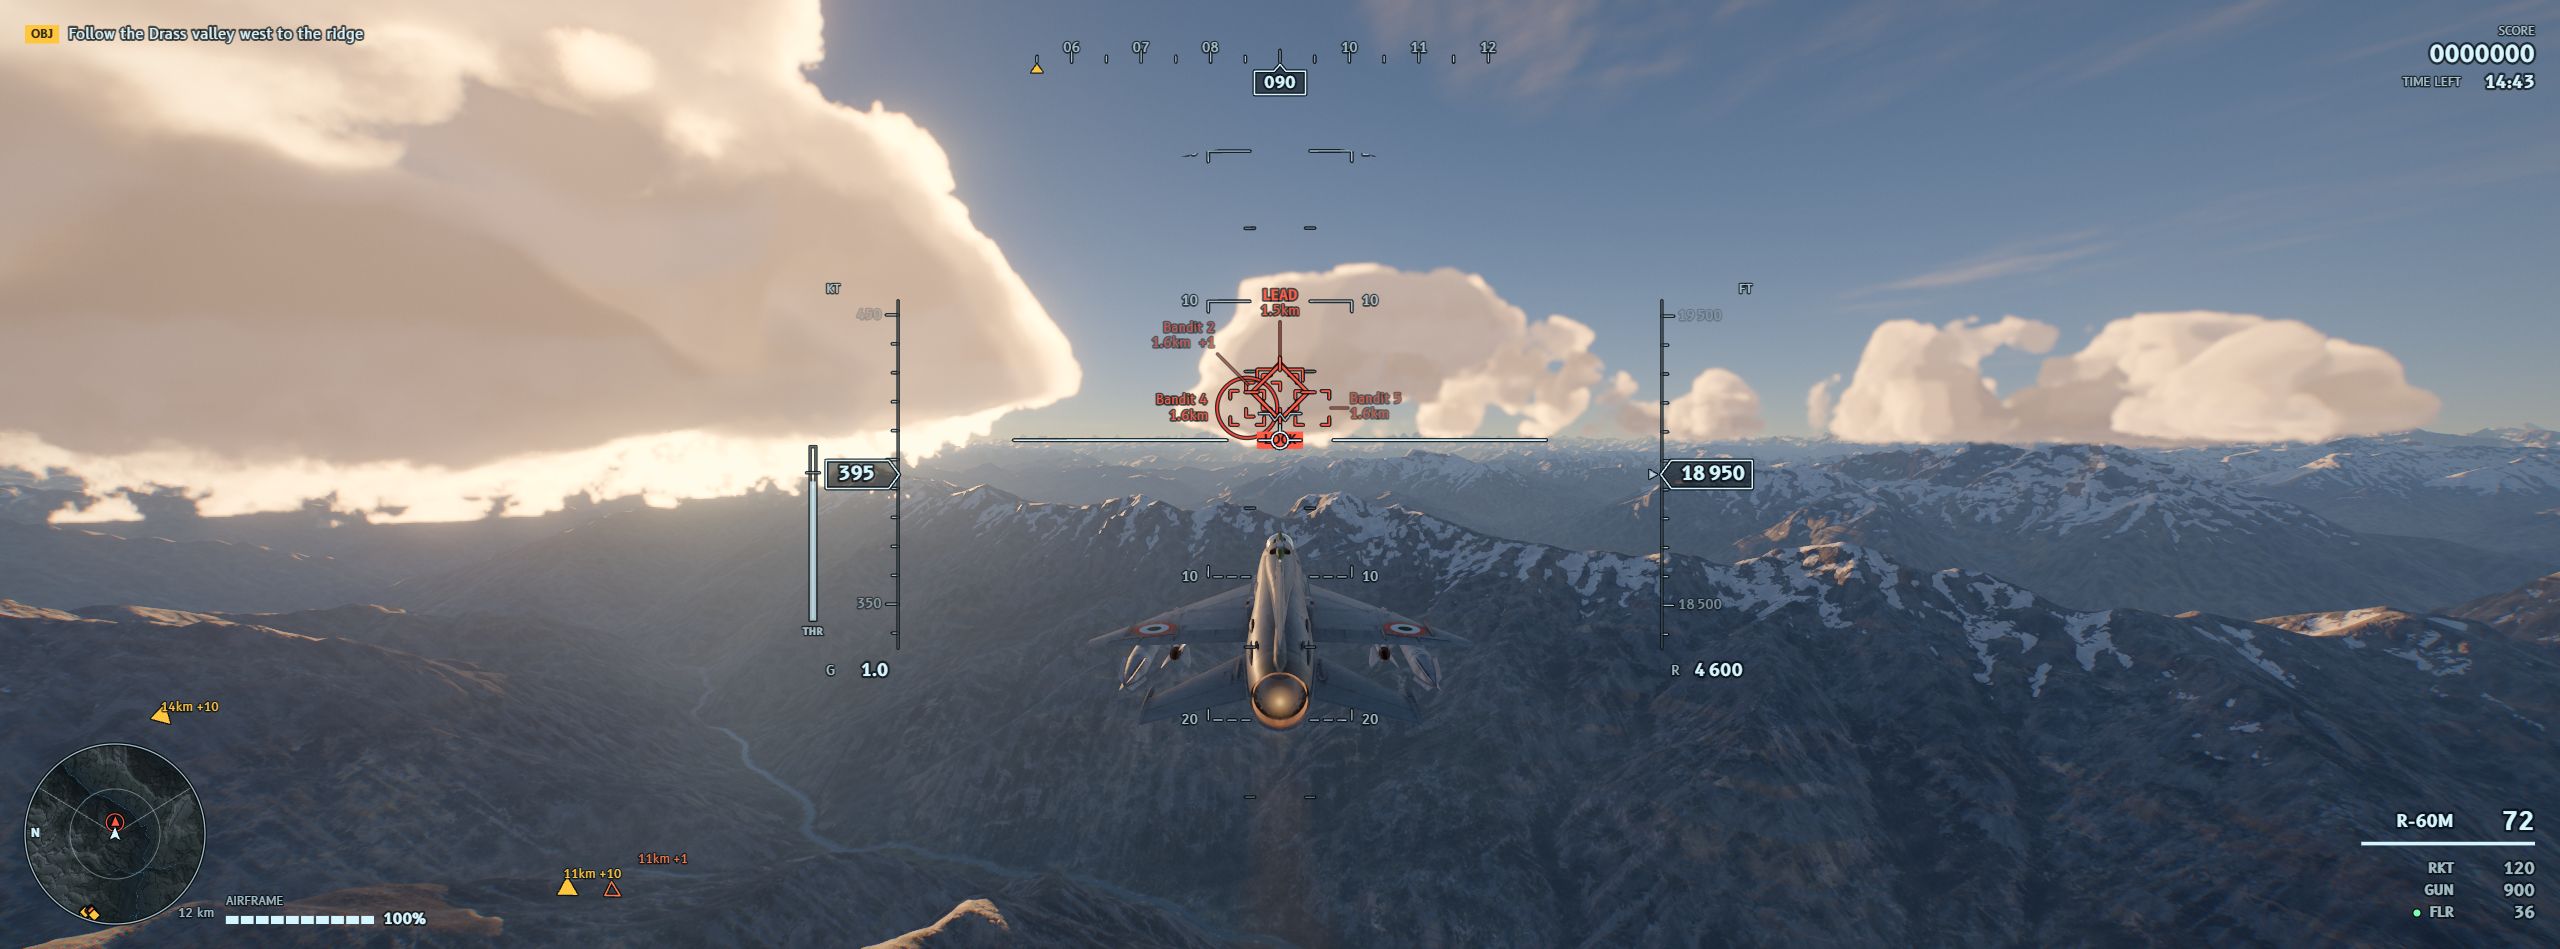 OBJ Follow the Drass valley west to the ridge
06 07 08 10 11 12
090
SCORE
0000000
TIME LEFT 14:43
KT
450
395
350
THR
G 1.0
10 10
LEAD
1.5km
Bandit 2
1.6km +1
Bandit 4
1.6km
Bandit 5
1.6km
10 10
20 20
FT
19 500
18 950
18 500
R 4 600
14km +10
N
12 km
11km +10
11km +1
AIRFRAME
100%
R-60M 72
RKT 120
GUN 900
FLR 36